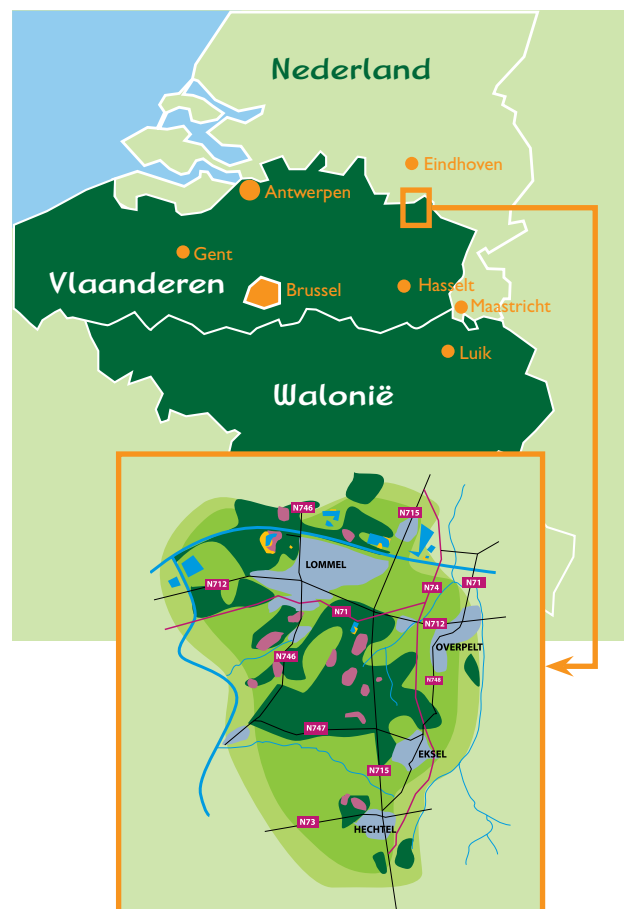 Nederland
Eindhoven
Antwerpen
Gent
Vlaanderen
Brussel
Hasselt
Maastricht
Luik
Walonië
N746
N715
LOMMEL
N712
N74
N71
N71
N712
OVERPELT
N746
N748
N747
EKSEL
N715
N73
HECHTEL